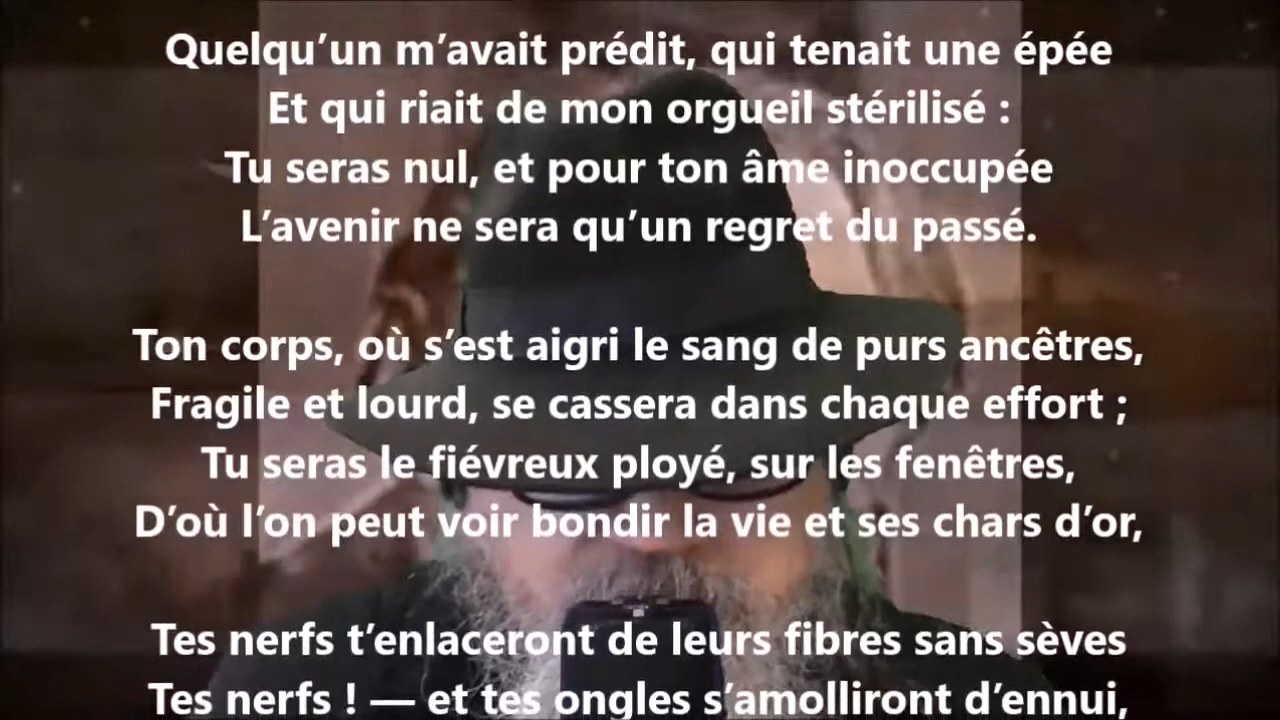 Quelqu’un m’avait prédit, qui tenait une épée
Et qui riait de mon orgueil stérilisé :
Tu seras nul, et pour ton âme inoccupée
L’avenir ne sera qu’un regret du passé.
Ton corps, où s’est aigri le sang de purs ancêtres,
Fragile et lourd, se cassera dans chaque effort ;
Tu seras le fiévreux ployé, sur les fenêtres,
D’où l’on peut voir bondir la vie et ses chars d’or,
Tes nerfs t’enlaceront de leurs fibres sans sèves
Tes nerfs ! — et tes ongles s’amolliront d’ennui,